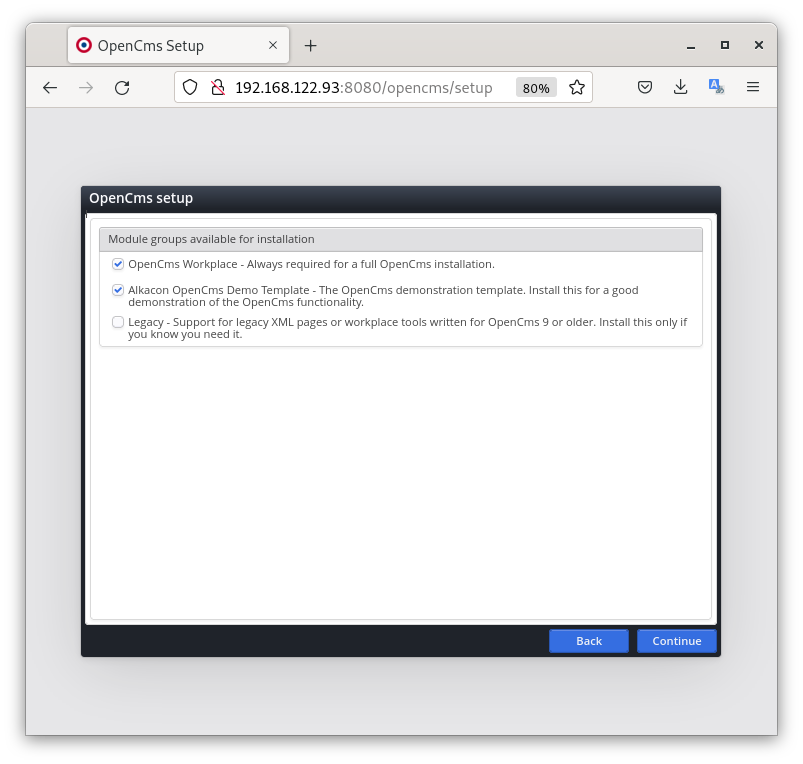 OpenCms Setup
192.168.122.93:8080/opencms/setup
80%
OpenCms setup
Module groups available for installation
OpenCms Workplace - Always required for a full OpenCms installation.
Alkacon OpenCms Demo Template - The OpenCms demonstration template. Install this for a good
demonstration of the OpenCms functionality.
Legacy - Support for legacy XML pages or workplace tools written for OpenCms 9 or older. Install this only if
you know you need it.
Back
Continue